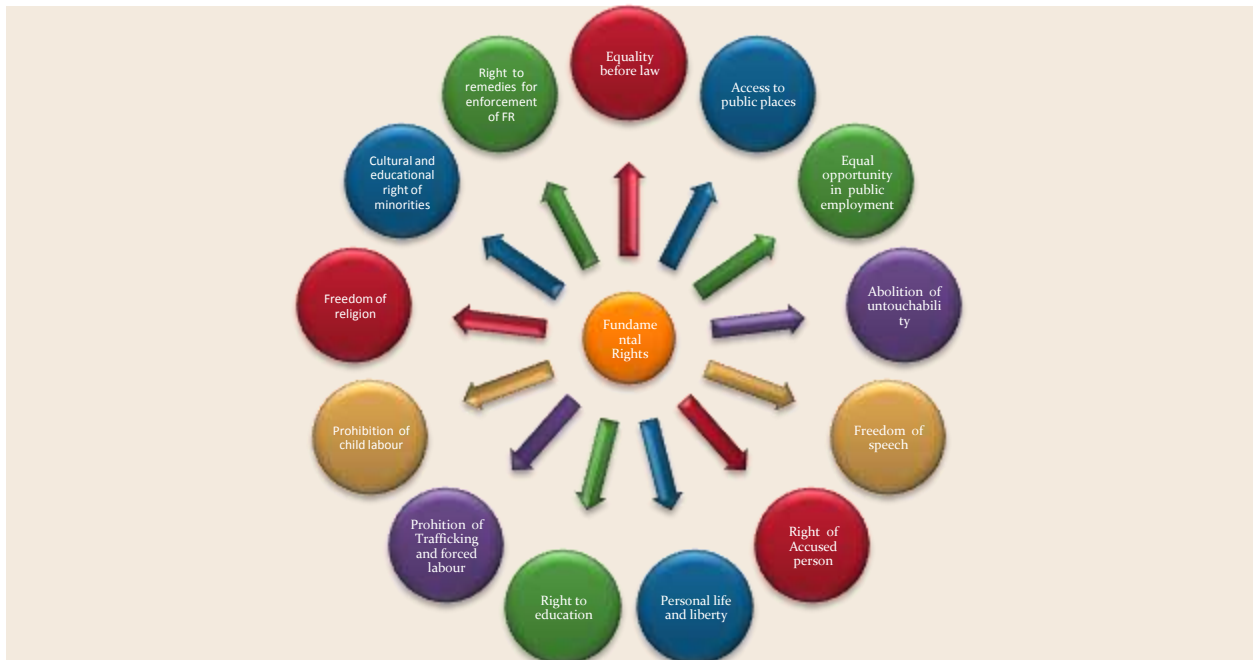 Equality
before law
Access to
public places
Equal
opportunity
in public
employment
Abolition of
untouchabili
ty
Freedom of
speech
Right of
Accused
person
Personal life
and liberty
Right to
education
Prohition of
Trafficking
and forced
labour
Prohibition of
child labour
Freedom of
religion
Cultural and
educational
right of
minorities
Right to
remedies for
enforcement
of FR
Fundame
ntal
Rights